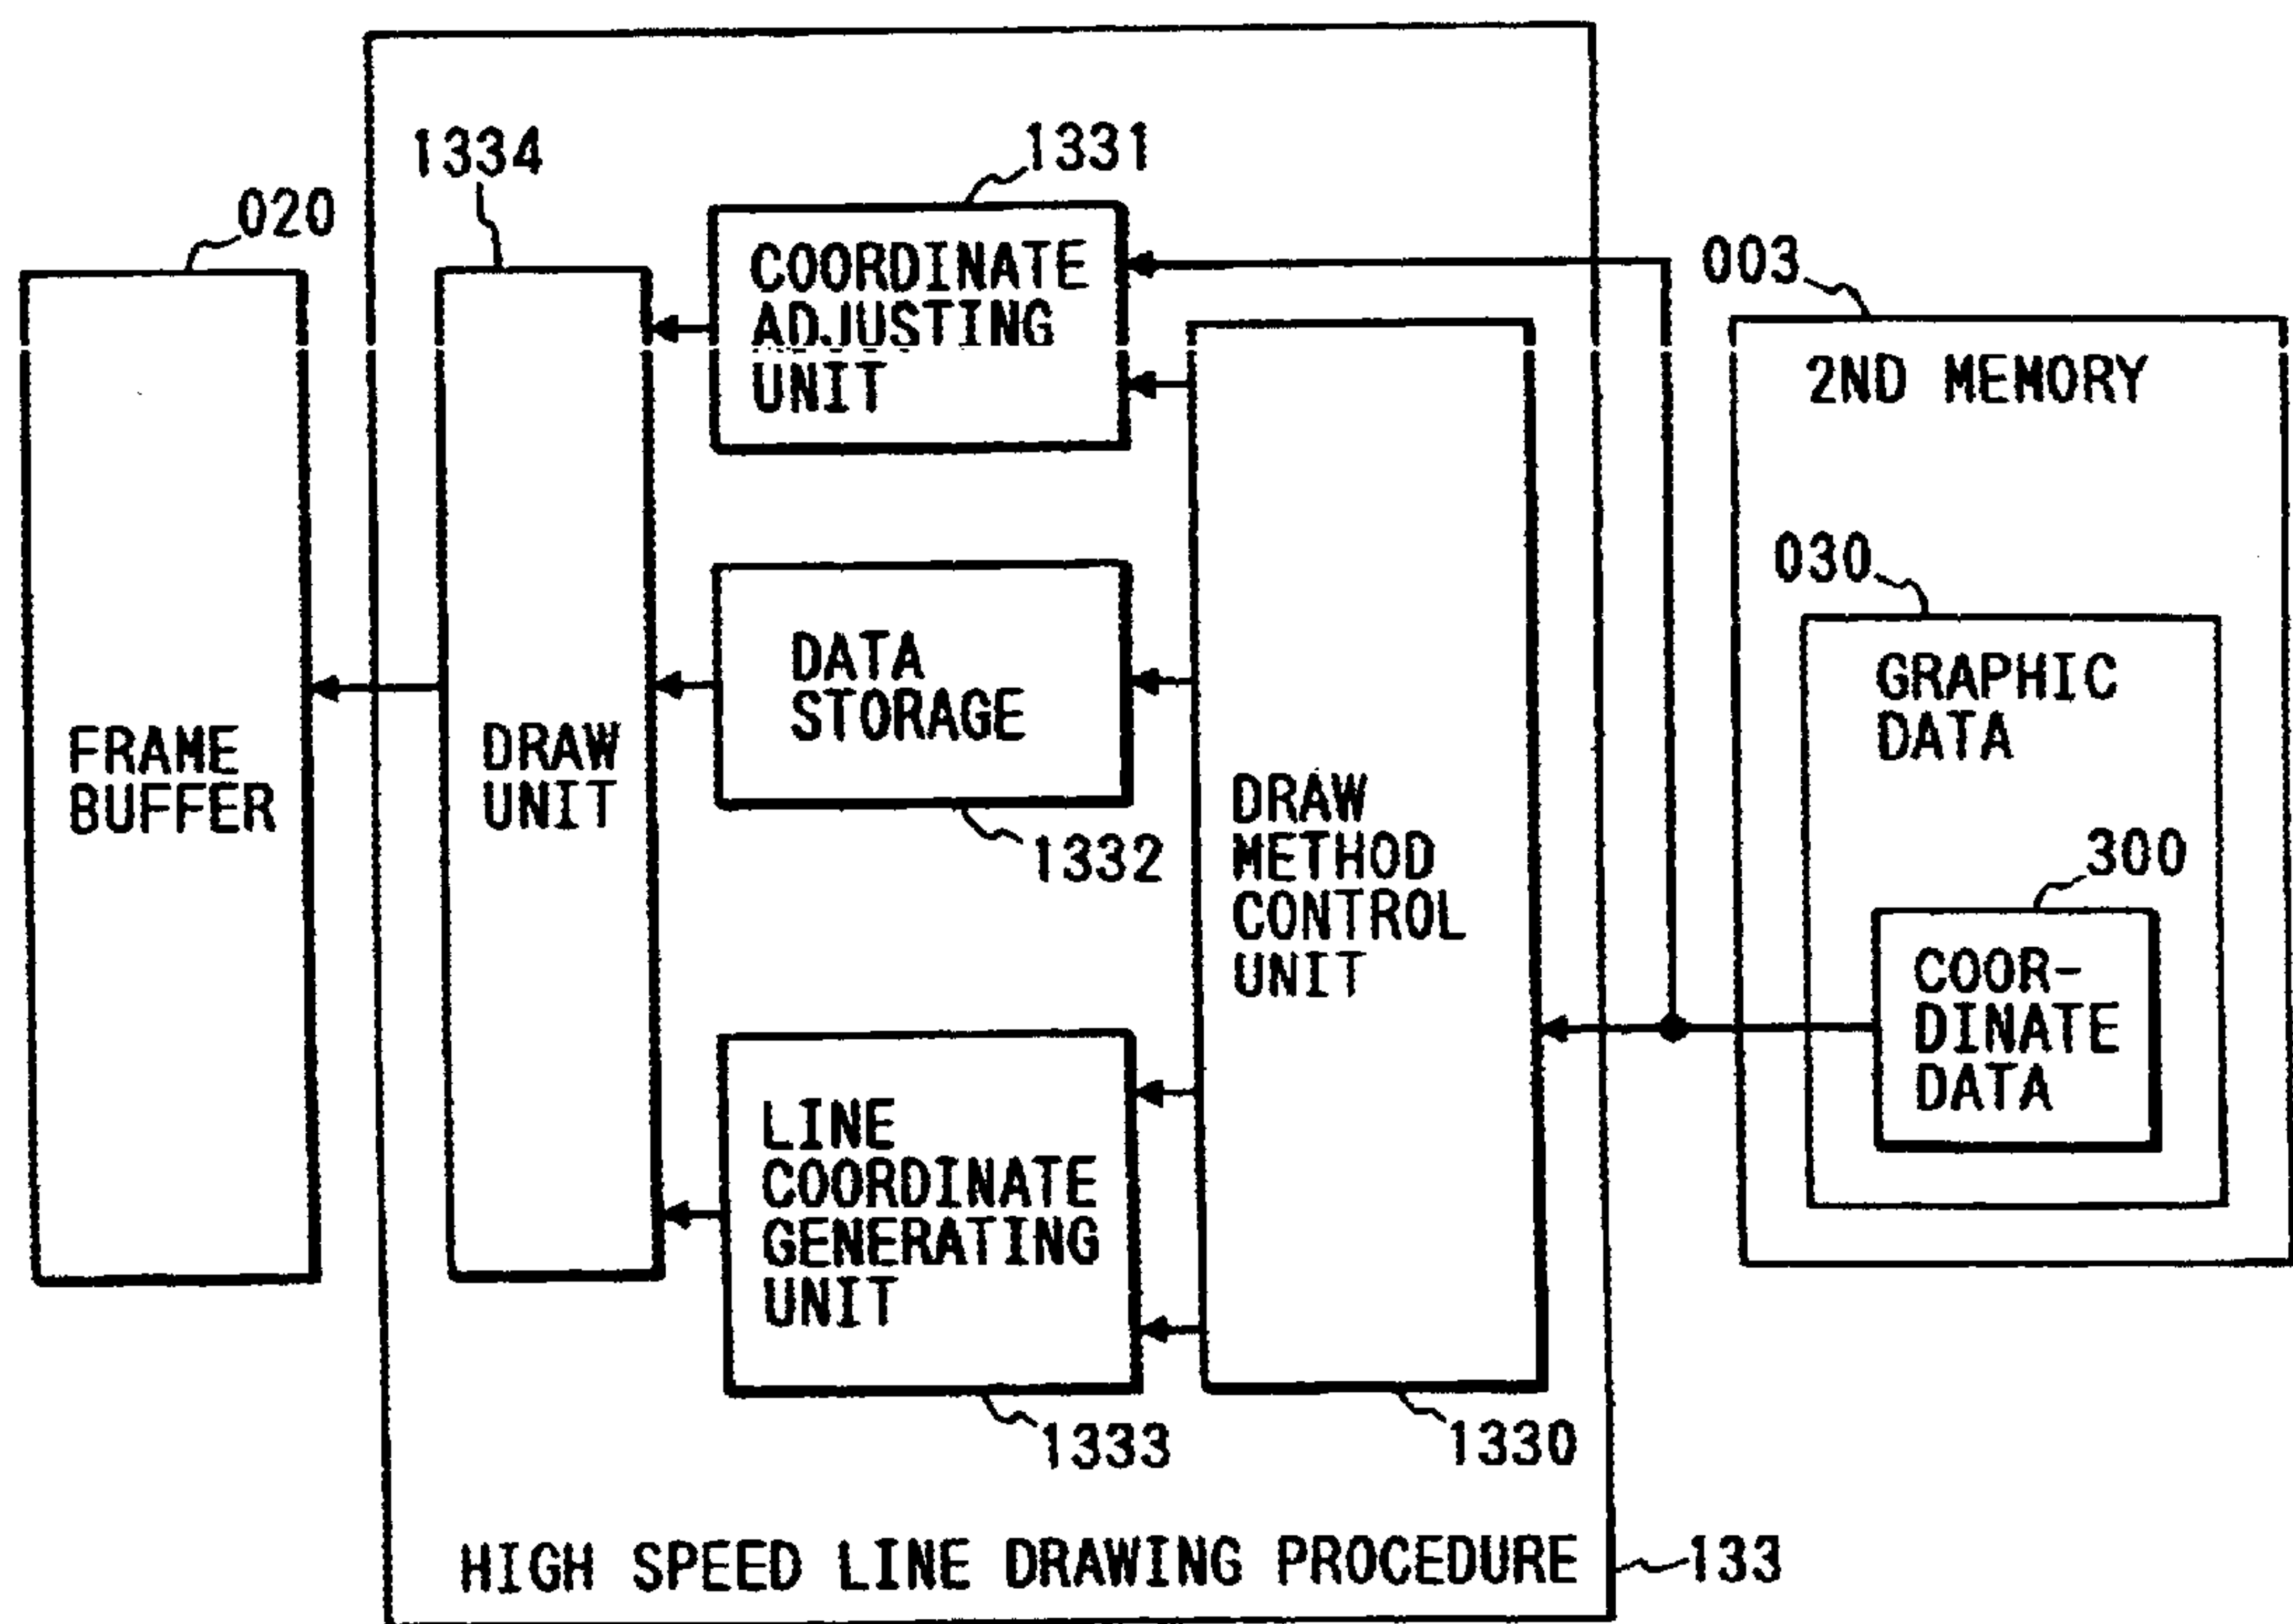 1334
1331
020
003
COORDINATE
ADJUSTING
UNIT
2ND MEMORY
030
DATA
STORAGE
GRAPHIC
DATA
FRAME
BUFFER
DRAW
UNIT
DRAW
METHOD
CONTROL
UNIT
1332
300
COOR-
DINATE
DATA
LINE
COORDINATE
GENERATING
UNIT
1333
1330
HIGH SPEED LINE DRAWING PROCEDURE
133